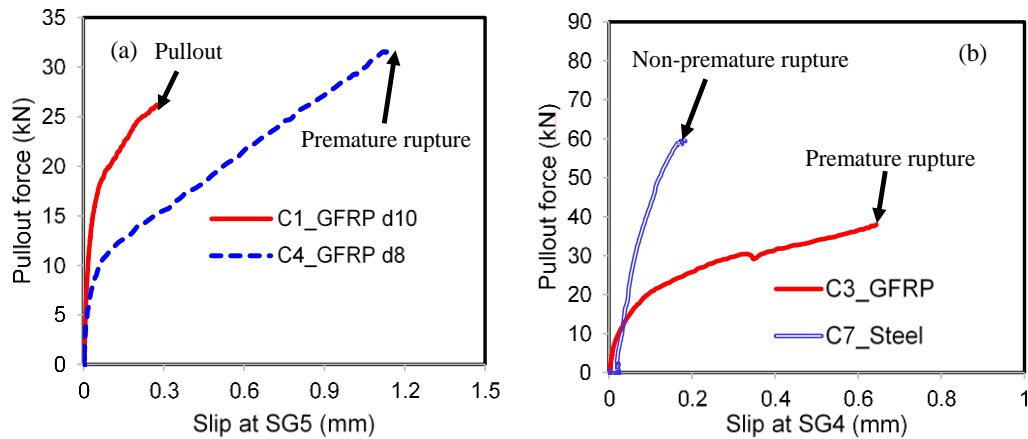 (a)
Pullout
Premature rupture
C1_GFRP d10
C4_GFRP d8
Pullout force (kN)
35
30
25
20
15
10
5
0
0 0.3 0.6 0.9 1.2 1.5
Slip at SG5 (mm)
(b)
Non-premature rupture
Premature rupture
C3_GFRP
C7_Steel
Pullout force (kN)
90
80
70
60
50
40
30
20
10
0
0 0.2 0.4 0.6 0.8 1
Slip at SG4 (mm)